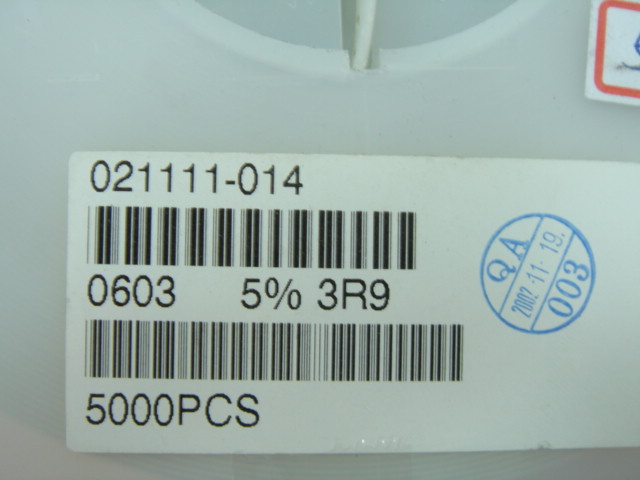 021111-014
0603 5% 3R9
5000PCS
QA
2002.11.19.
003